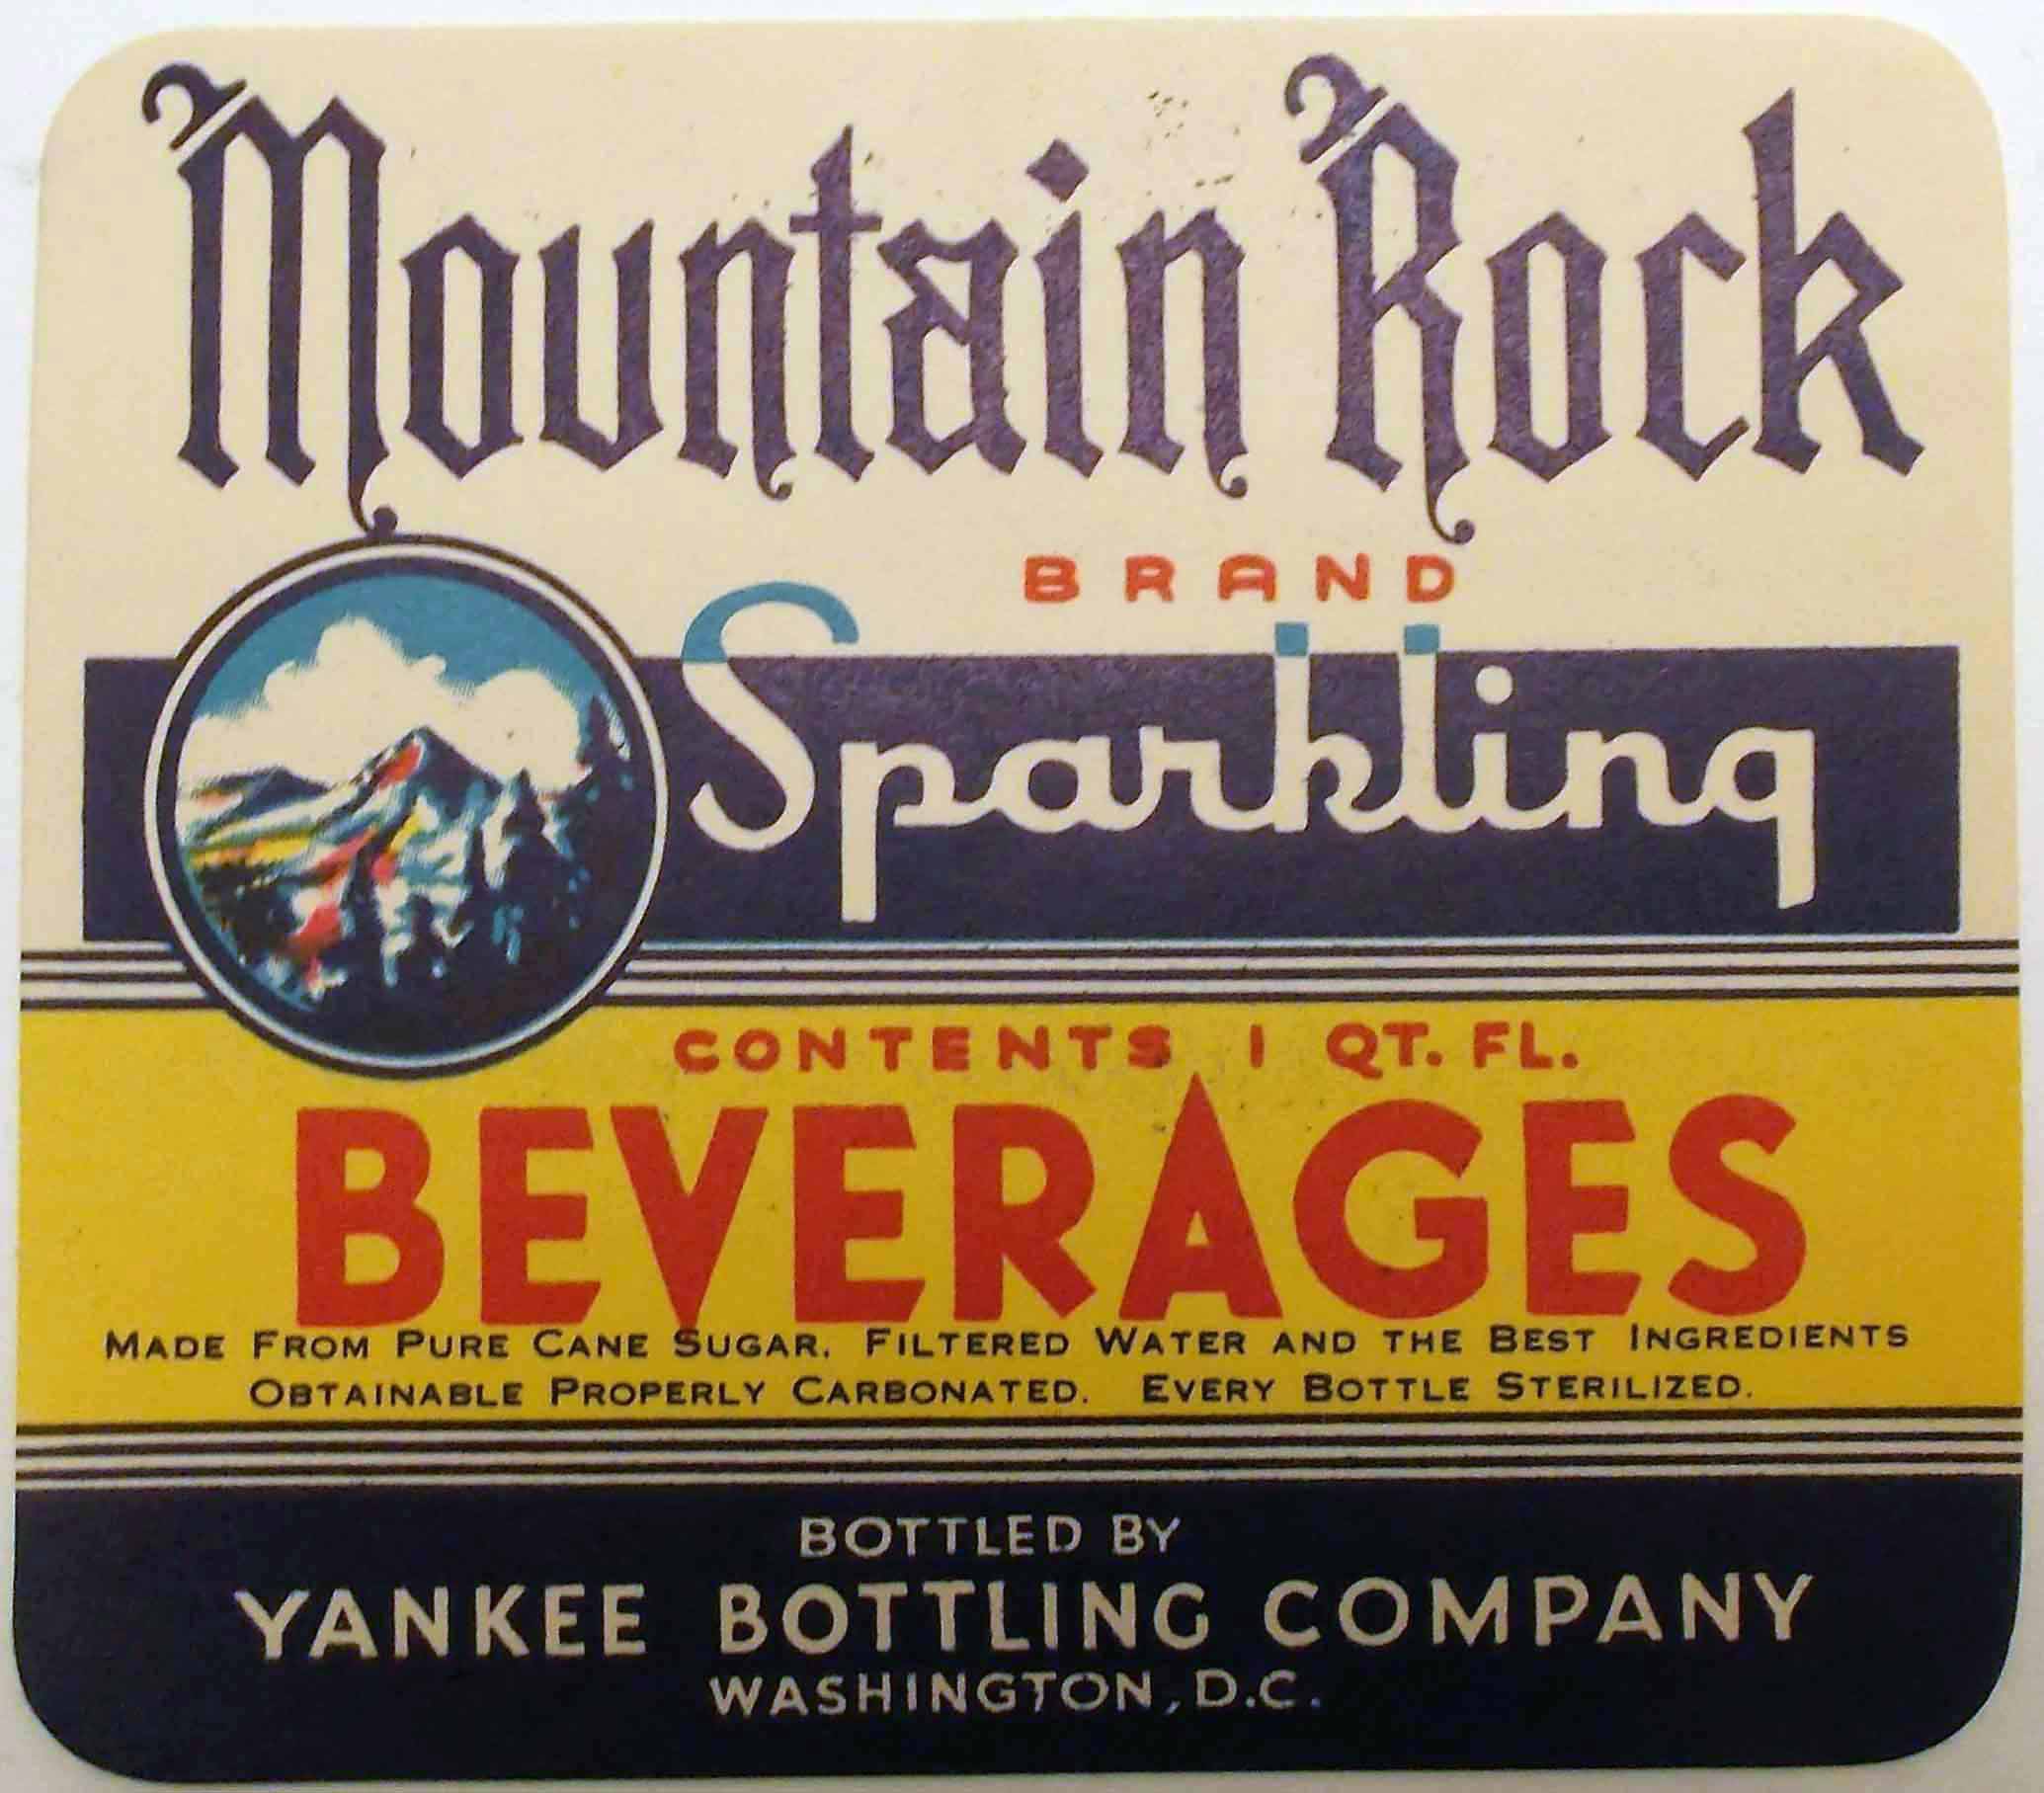 Mountain Rock
BRAND
Sparkling
CONTENTS 1 QT. FL.
BEVERAGES
MADE FROM PURE CANE SUGAR. FILTERED WATER AND THE BEST INGREDIENTS
OBTAINABLE PROPERLY CARBONATED. EVERY BOTTLE STERILIZED.
BOTTLED BY
YANKEE BOTTLING COMPANY
WASHINGTON, D.C.